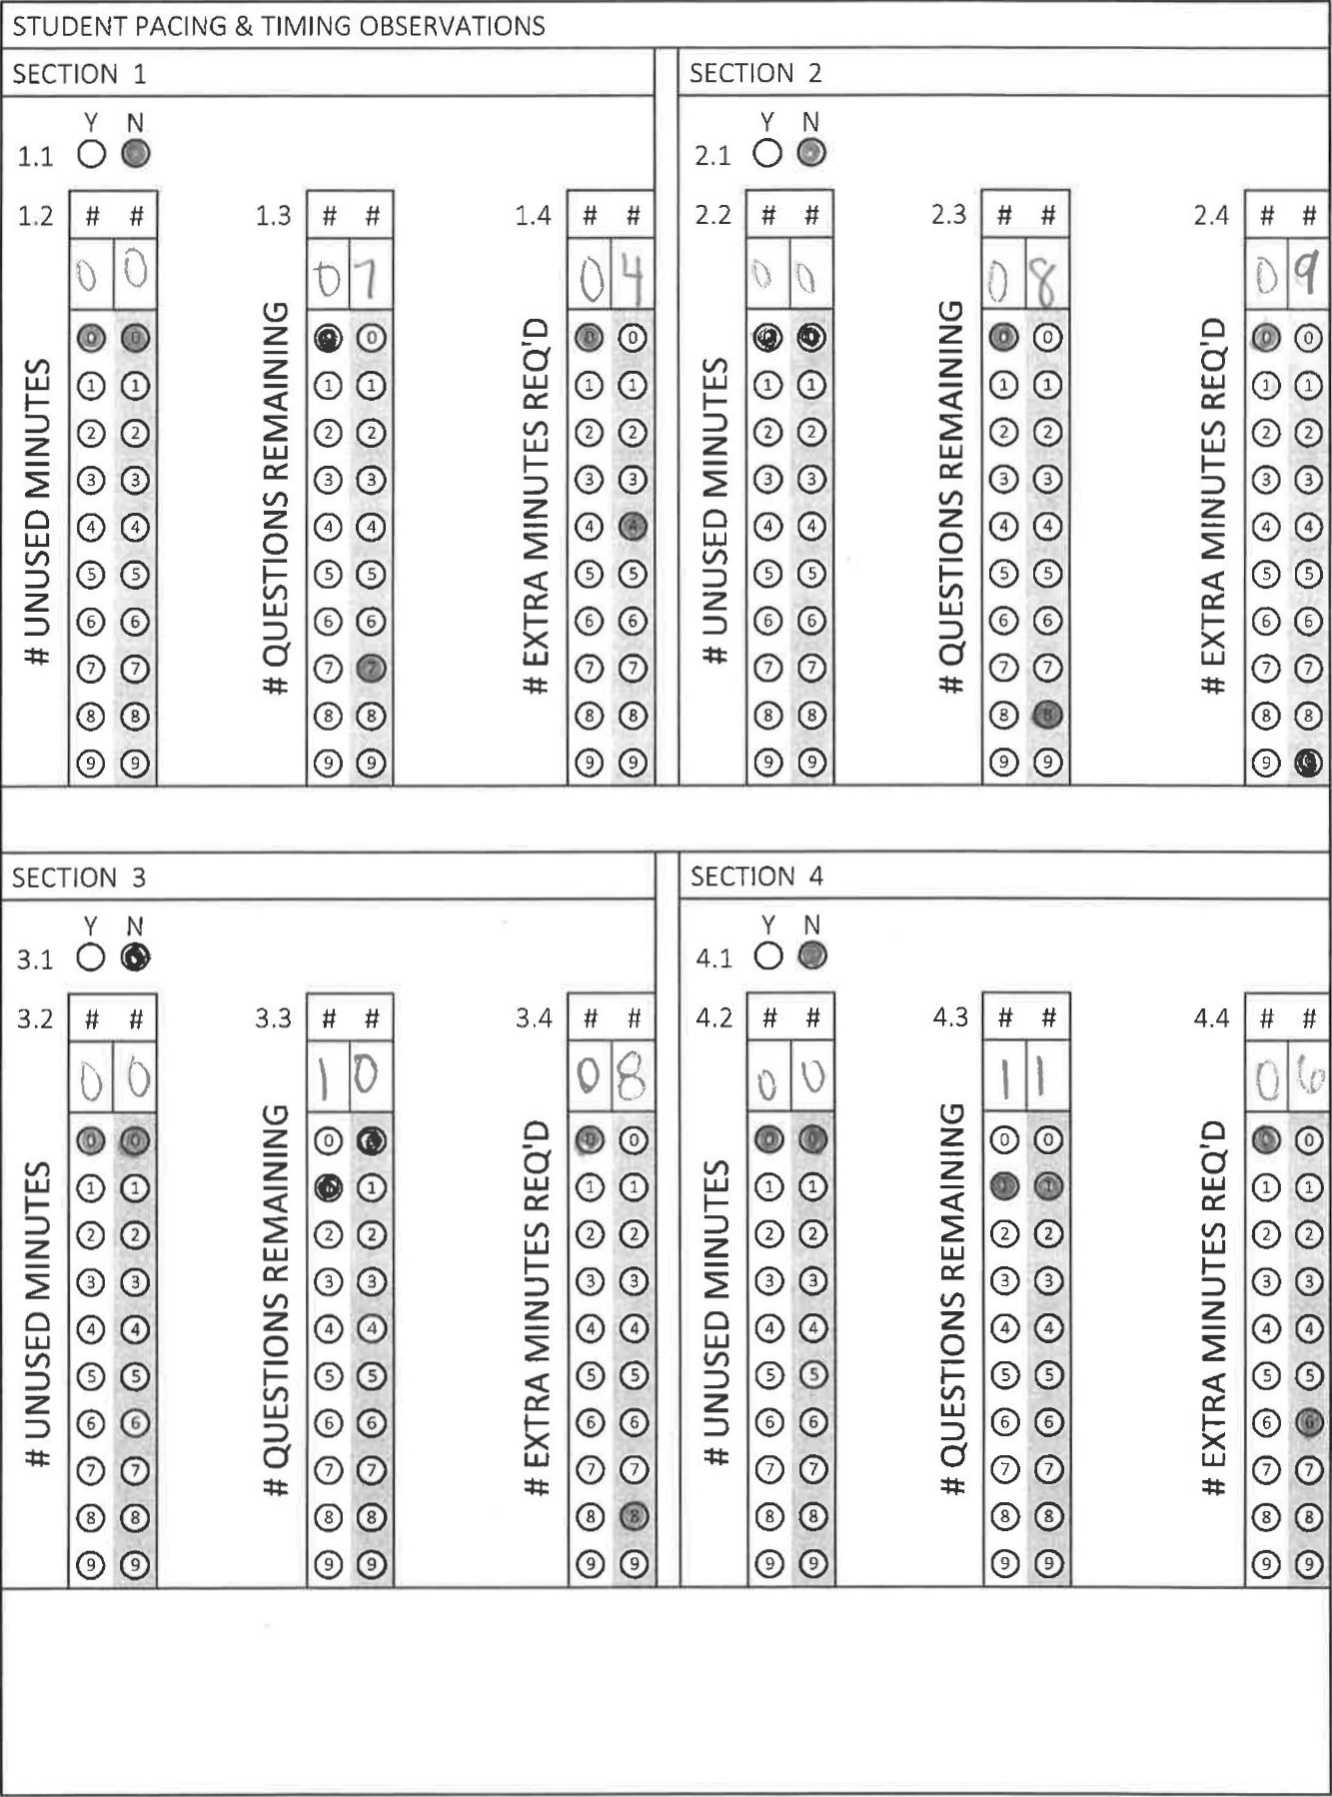 STUDENT PACING & TIMING OBSERVATIONS
SECTION 1
Y N
1.1
1.2 # # 1.3 # # 1.4 # #
0 0 0 7 0 4
# UNUSED MINUTES
# QUESTIONS REMAINING
# EXTRA MINUTES REQ'D
0 0 0 0 0 0
1 1 1 1 1 1
2 2 2 2 2 2
3 3 3 3 3 3
4 4 4 4 4 4
5 5 5 5 5 5
6 6 6 6 6 6
7 7 7 7 7 7
8 8 8 8 8 8
9 9 9 9 9 9
SECTION 2
Y N
2.1
2.2 # # 2.3 # # 2.4 # #
0 0 0 8 0 9
# UNUSED MINUTES
# QUESTIONS REMAINING
# EXTRA MINUTES REQ'D
0 0 0 0 0 0
1 1 1 1 1 1
2 2 2 2 2 2
3 3 3 3 3 3
4 4 4 4 4 4
5 5 5 5 5 5
6 6 6 6 6 6
7 7 7 7 7 7
8 8 8 8 8 8
9 9 9 9 9 9
SECTION 3
Y N
3.1
3.2 # # 3.3 # # 3.4 # #
0 0 1 0 0 8
# UNUSED MINUTES
# QUESTIONS REMAINING
# EXTRA MINUTES REQ'D
0 0 0 0 0 0
1 1 1 1 1 1
2 2 2 2 2 2
3 3 3 3 3 3
4 4 4 4 4 4
5 5 5 5 5 5
6 6 6 6 6 6
7 7 7 7 7 7
8 8 8 8 8 8
9 9 9 9 9 9
SECTION 4
Y N
4.1
4.2 # # 4.3 # # 4.4 # #
0 0 1 1 0 6
# UNUSED MINUTES
# QUESTIONS REMAINING
# EXTRA MINUTES REQ'D
0 0 0 0 0 0
1 1 1 1 1 1
2 2 2 2 2 2
3 3 3 3 3 3
4 4 4 4 4 4
5 5 5 5 5 5
6 6 6 6 6 6
7 7 7 7 7 7
8 8 8 8 8 8
9 9 9 9 9 9